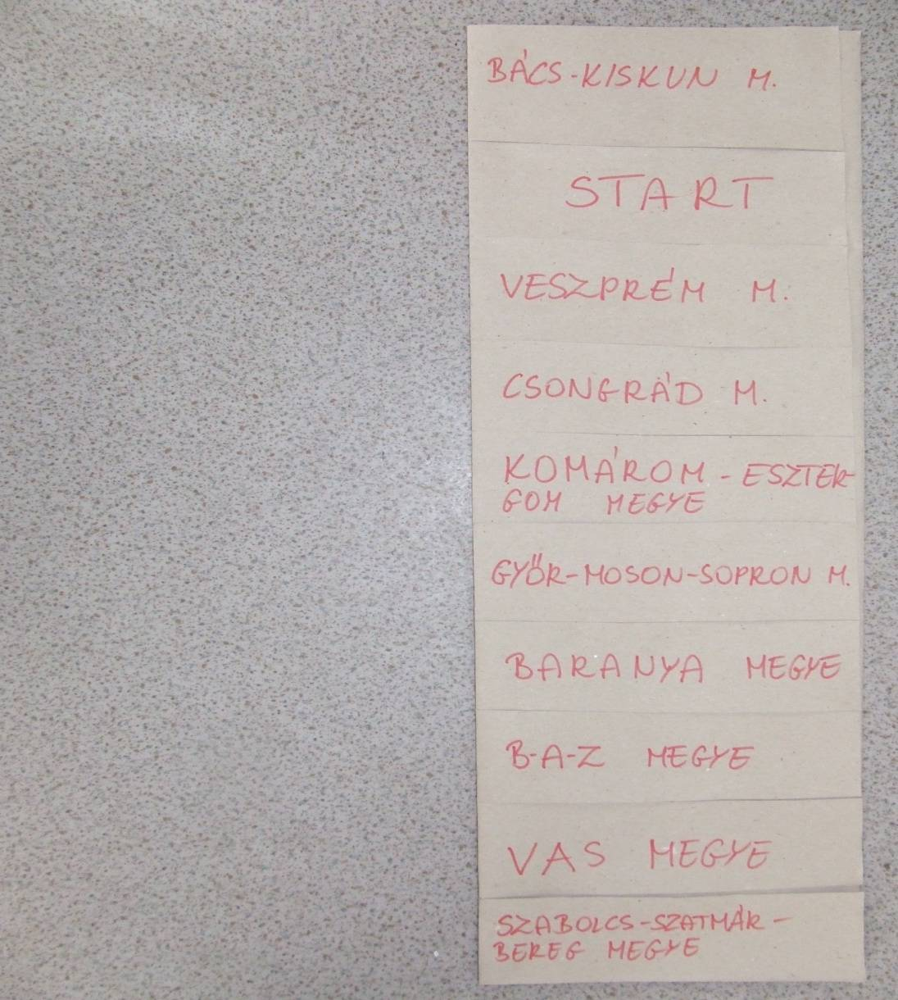 BÁCS-KISKUN M.
START
VESZPRÉM M.
CSONGRÁD M.
KOMÁROM - ESZTER-
GOM MEGYE
GYŐR-MOSON-SOPRON M.
BARANYA MEGYE
B-A-Z MEGYE
VAS MEGYE
SZABOLCS-SZATMÁR-
BEREG MEGYE